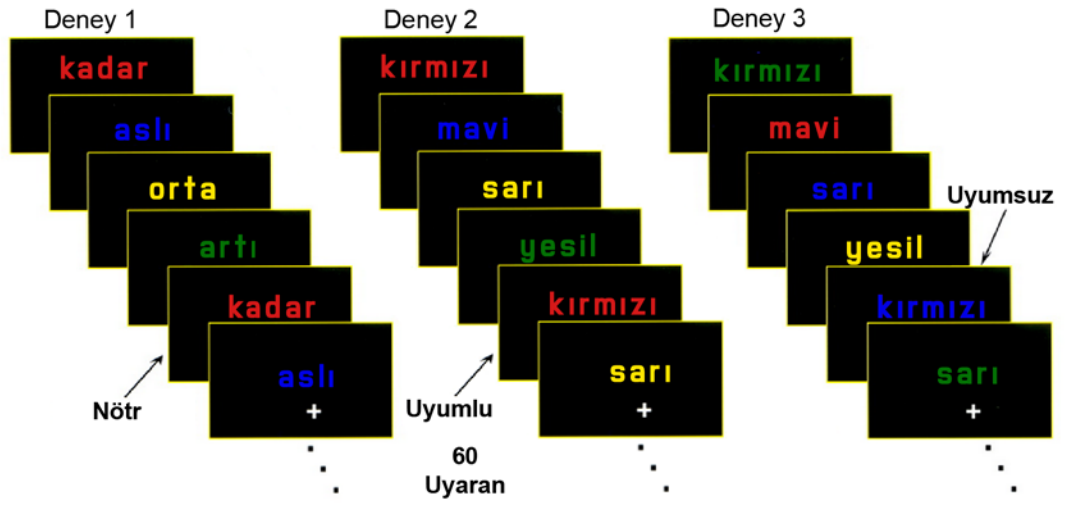 Deney 1
kadar
aslı
orta
artı
kadar
aslı
+
Nötr
Deney 2
kırmızı
mavi
sarı
yesil
kırmızı
sarı
+
Uyumlu
60
Uyaran
Deney 3
kırmızı
mavi
sarı
yesil
kırmızı
sarı
+
Uyumsuz